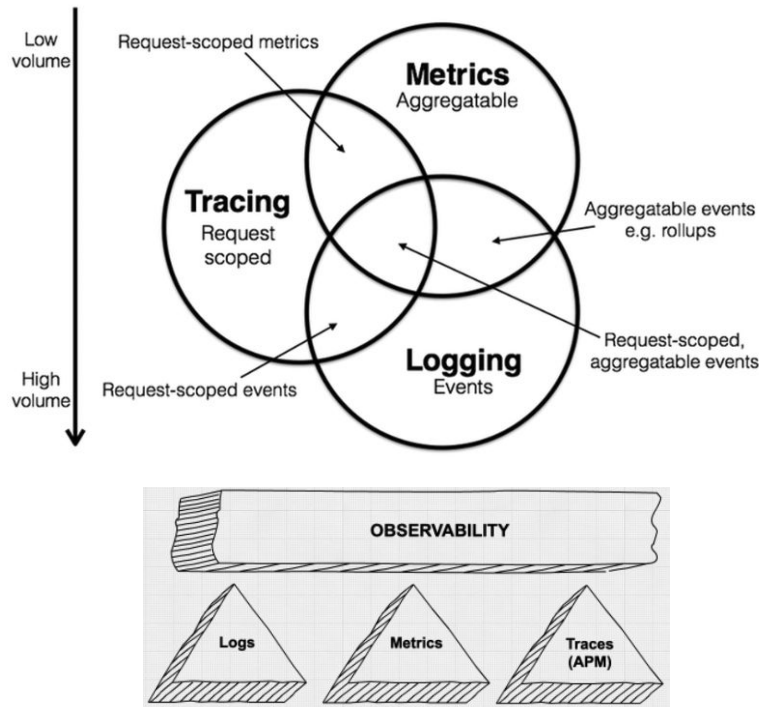 Low
volume
Request-scoped metrics
Metrics
Aggregatable
Tracing
Request
scoped
Aggregatable events
e.g. rollups
Request-scoped,
aggregatable events
Logging
Events
High
volume
Request-scoped events
OBSERVABILITY
Logs
Metrics
Traces
(APM)